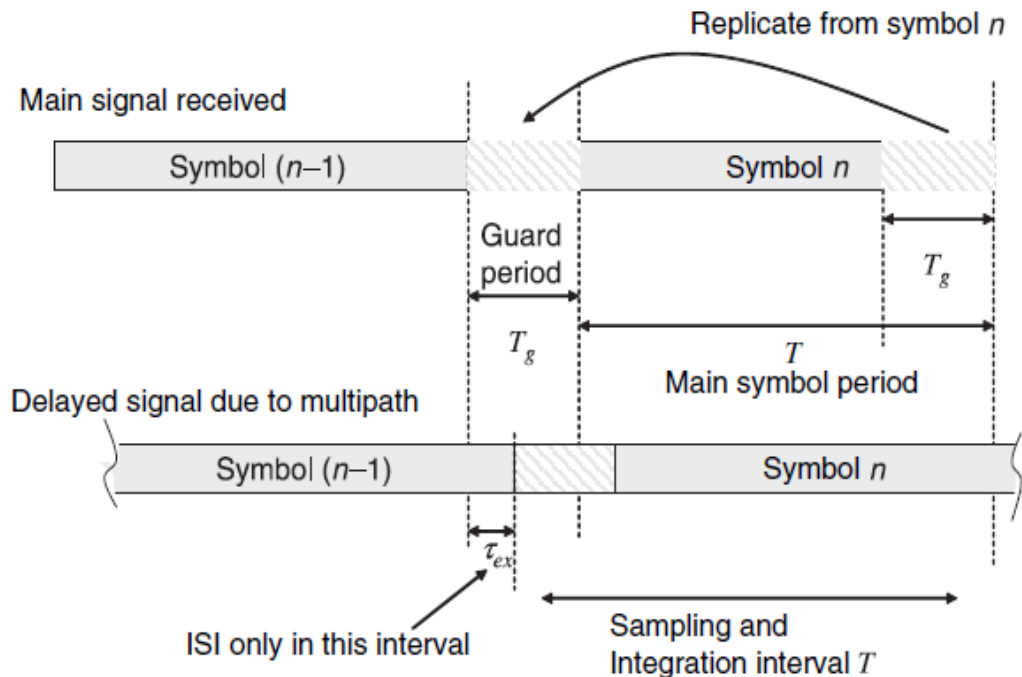 Replicate from symbol n
Main signal received
Symbol (n–1)
Symbol n
Guard
period
T_g
T_g
T
Main symbol period
Delayed signal due to multipath
Symbol (n–1)
Symbol n
τ_ex
ISI only in this interval
Sampling and
Integration interval T